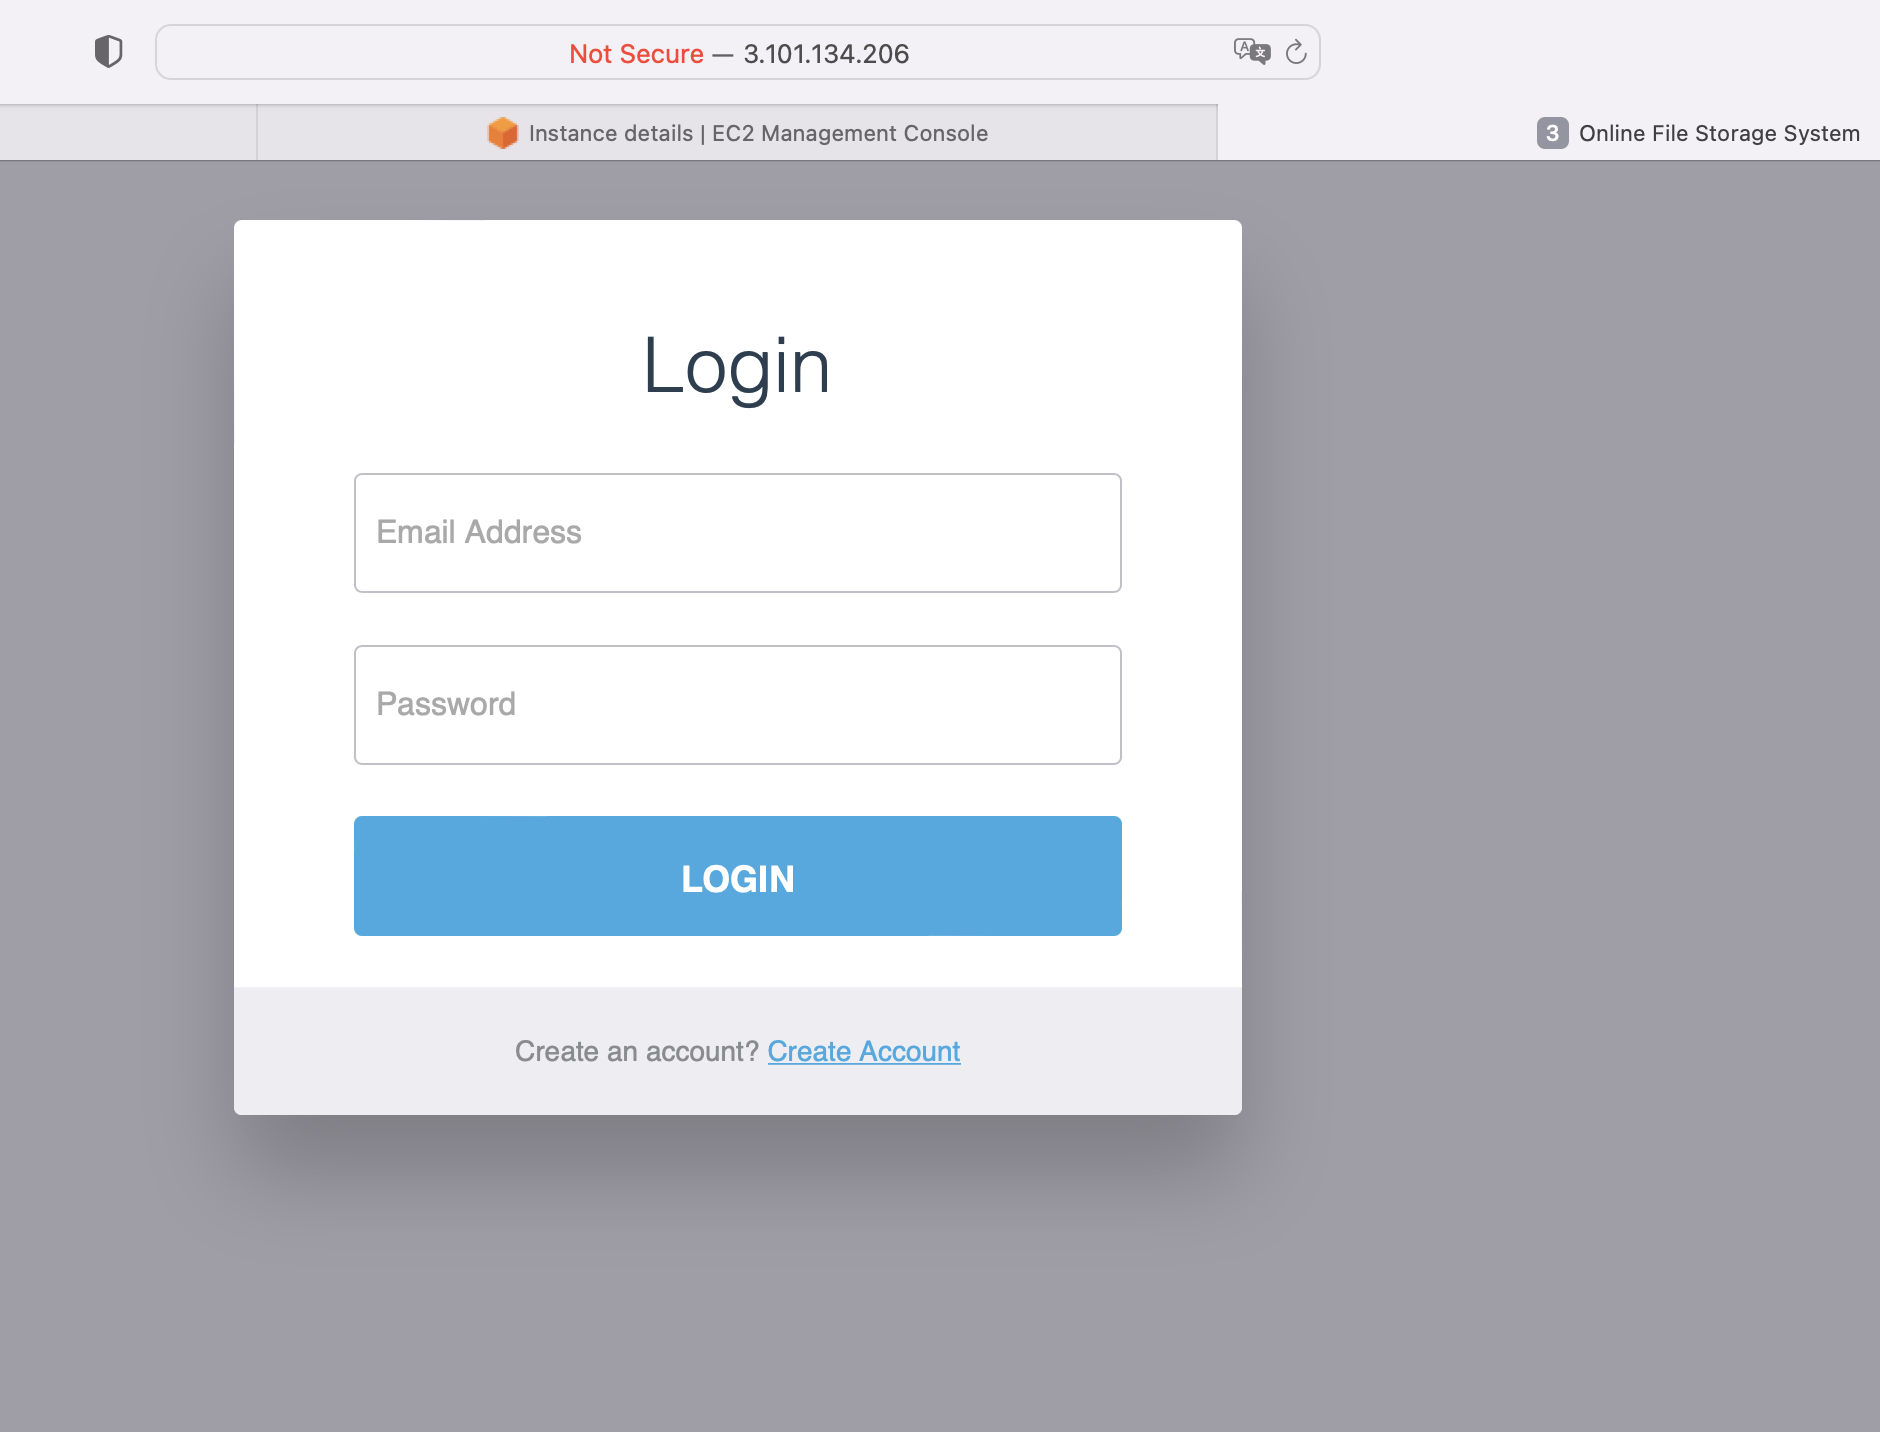 Not Secure — 3.101.134.206
Instance details | EC2 Management Console
3 Online File Storage System
Login
Email Address
Password
LOGIN
Create an account? Create Account